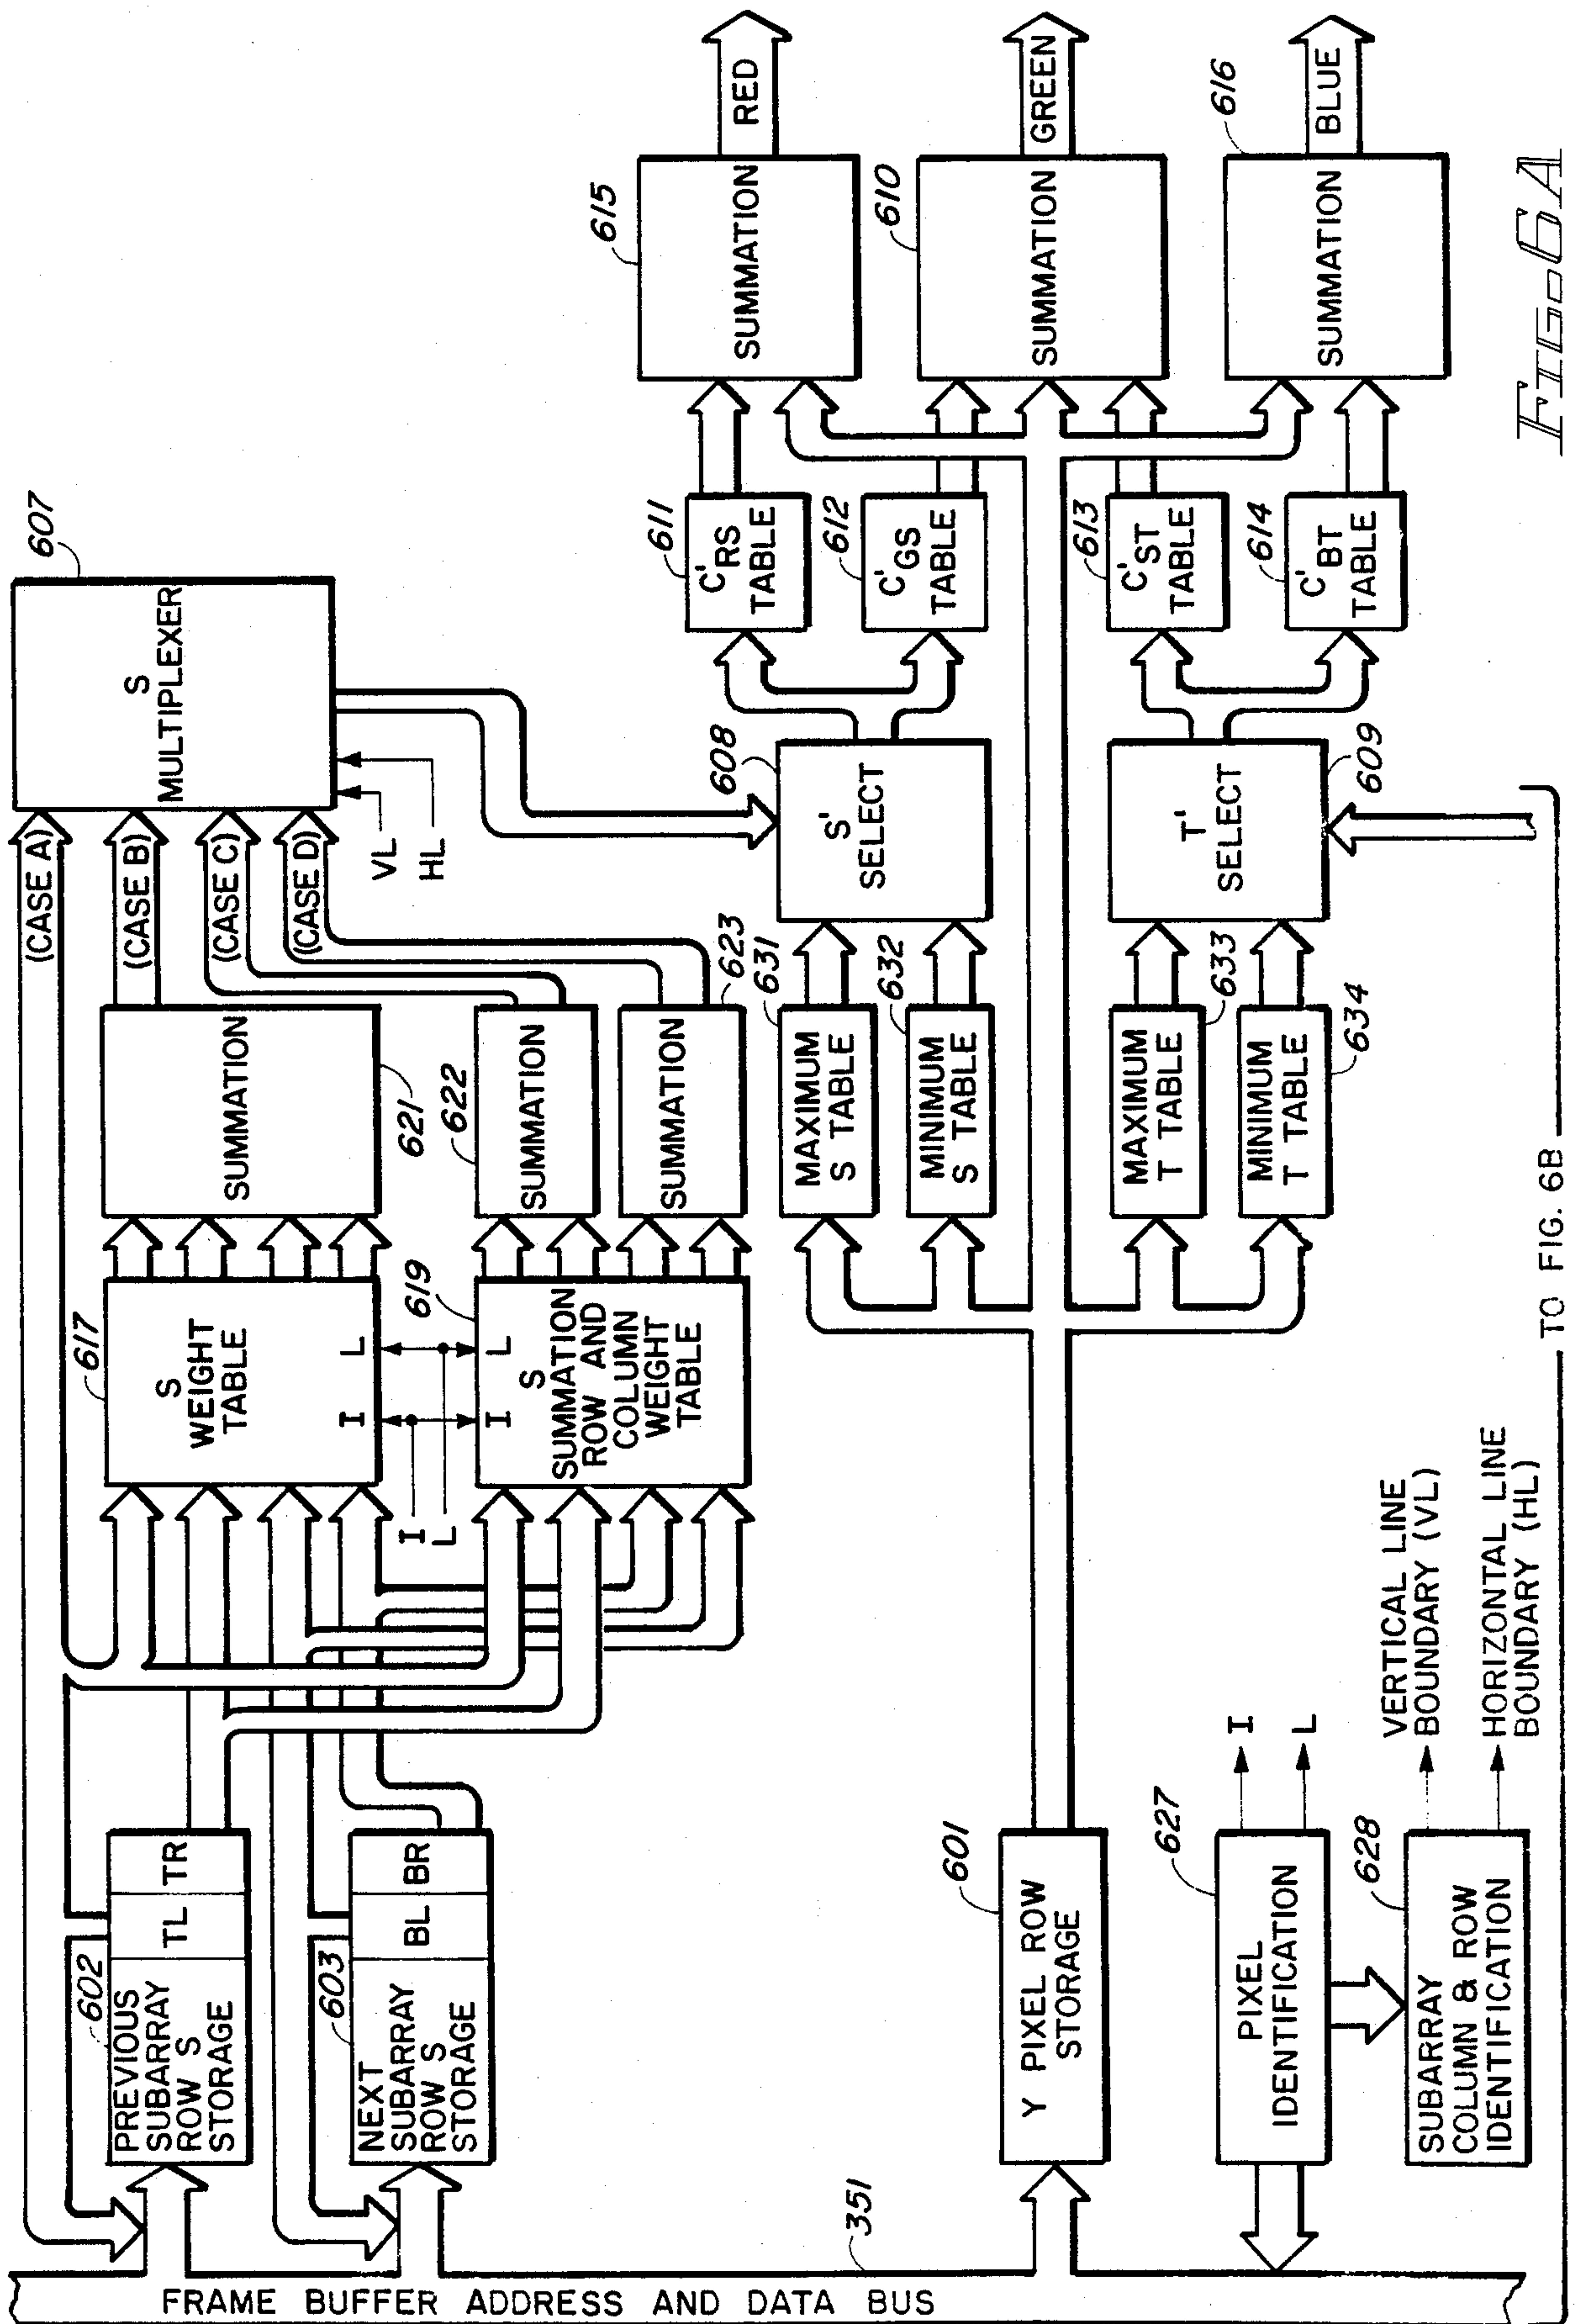 FRAME BUFFER ADDRESS AND DATA BUS
351
602
PREVIOUS
SUBARRAY
ROW S
STORAGE
TL
TR
603
NEXT
SUBARRAY
ROW S
STORAGE
BL
BR
601
Y PIXEL ROW
STORAGE
627
PIXEL
IDENTIFICATION
I
L
628
SUBARRAY
COLUMN & ROW
IDENTIFICATION
VERTICAL LINE
BOUNDARY (VL)
HORIZONTAL LINE
BOUNDARY (HL)
617
S
WEIGHT
TABLE
I
L
I
L
619
I
L
S
SUMMATION
ROW AND
COLUMN
WEIGHT
TABLE
SUMMATION
621
622
SUMMATION
SUMMATION
623
(CASE A)
(CASE B)
(CASE C)
(CASE D)
607
S
MULTIPLEXER
VL
HL
MAXIMUM
S TABLE
631
MINIMUM
S TABLE
632
MAXIMUM
T TABLE
633
MINIMUM
T TABLE
634
608
S'
SELECT
T'
SELECT
609
611
C'RS
TABLE
612
C'GS
TABLE
613
C'ST
TABLE
614
C'BT
TABLE
615
SUMMATION
RED
610
SUMMATION
GREEN
616
SUMMATION
BLUE
TO FIG. 6B
FIG. 6A